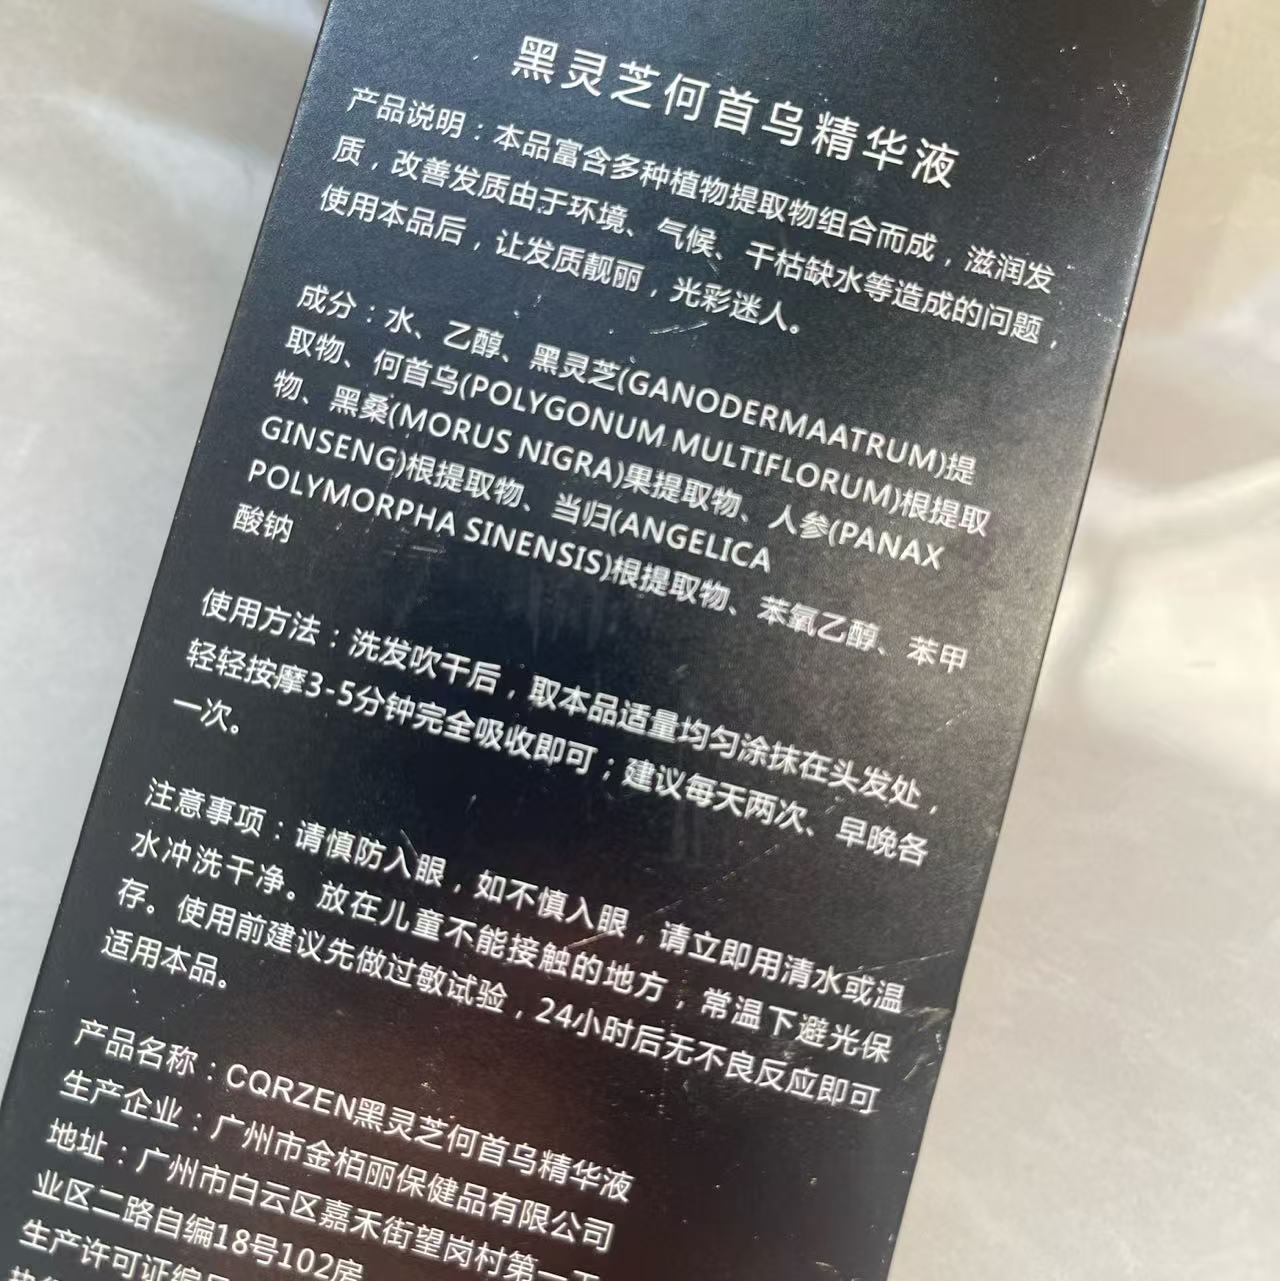 黑灵芝何首乌精华液
产品说明：本品富含多种植物提取物组合而成，滋润发
质，改善发质由于环境、气候、干枯缺水等造成的问题，
使用本品后，让发质靓丽，光彩迷人。
成分：水、乙醇、黑灵芝(GANODERMAATRUM)提
取物、何首乌(POLYGONUM MULTIFLORUM)根提取
物、黑桑(MORUS NIGRA)果提取物、人参(PANAX
GINSENG)根提取物、当归(ANGELICA
POLYMORPHA SINENSIS)根提取物、苯氧乙醇、苯甲
酸钠
使用方法：洗发吹干后，取本品适量均匀涂抹在头发处，
轻轻按摩3-5分钟完全吸收即可；建议每天两次、早晚各
一次。
注意事项：请慎防入眼，如不慎入眼，请立即用清水或温
水冲洗干净。放在儿童不能接触的地方；常温下避光保
存。使用前建议先做过敏试验，24小时后无不良反应即可
适用本品。
产品名称：CQRZEN黑灵芝何首乌精华液
生产企业：广州市金栢丽保健品有限公司
地址：广州市白云区嘉禾街望岗村第一工
业区二路自编18号102房
生产许可证编